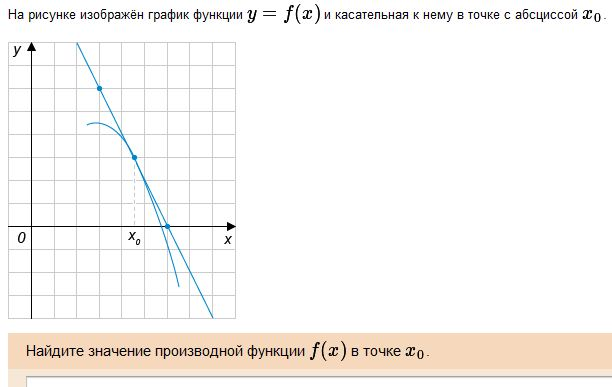 На рисунке изображён график функции y = f(x) и касательная к нему в точке с абсциссой x₀.
y
0
x₀
x
Найдите значение производной функции f(x) в точке x₀.